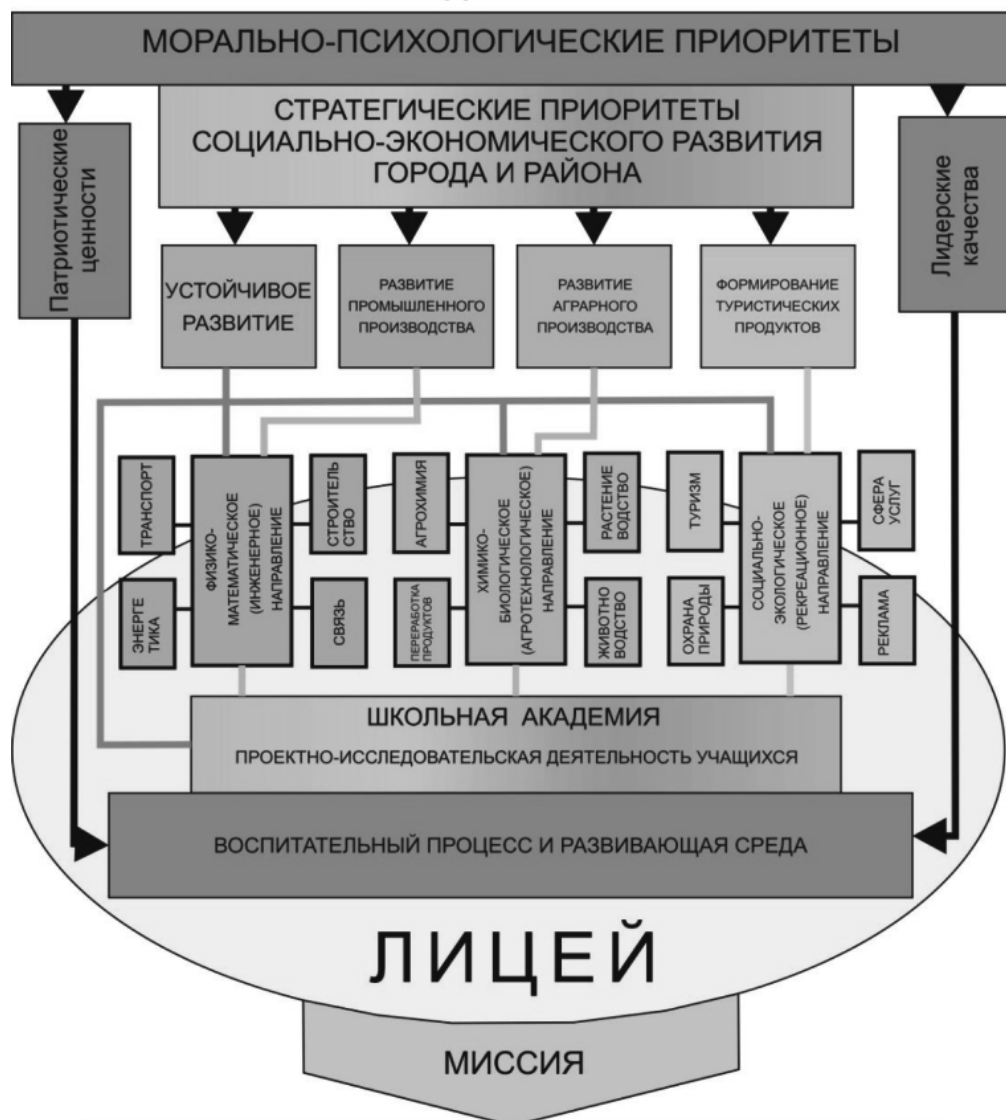 МОРАЛЬНО-ПСИХОЛОГИЧЕСКИЕ ПРИОРИТЕТЫ
СТРАТЕГИЧЕСКИЕ ПРИОРИТЕТЫ
СОЦИАЛЬНО-ЭКОНОМИЧЕСКОГО РАЗВИТИЯ
ГОРОДА И РАЙОНА
Патриотические
ценности
Лидерские
качества
УСТОЙЧИВОЕ
РАЗВИТИЕ
РАЗВИТИЕ
ПРОМЫШЛЕННОГО
ПРОИЗВОДСТВА
РАЗВИТИЕ
АГРАРНОГО
ПРОИЗВОДСТВА
ФОРМИРОВАНИЕ
ТУРИСТИЧЕСКИХ
ПРОДУКТОВ
ТРАНСПОРТ
ЭНЕРГЕ
ТИКА
ФИЗИКО-
МАТЕМАТИЧЕСКОЕ
(ИНЖЕНЕРНОЕ)
НАПРАВЛЕНИЕ
СТРОИТЕЛЬ
СТВО
СВЯЗЬ
АГРОХИМИЯ
ПЕРЕРАБОТКА
ПРОДУКТОВ
ХИМИКО-
БИОЛОГИЧЕСКОЕ
(АГРОТЕХНОЛОГИЧЕСКОЕ)
НАПРАВЛЕНИЕ
РАСТЕНИЕ
ВОДСТВО
ЖИВОТНО
ВОДСТВО
ТУРИЗМ
ОХРАНА
ПРИРОДЫ
СОЦИАЛЬНО-
ЭКОЛОГИЧЕСКОЕ
(РЕКРЕАЦИОННОЕ)
НАПРАВЛЕНИЕ
СФЕРА
УСЛУГ
РЕКЛАМА
ШКОЛЬНАЯ АКАДЕМИЯ
ПРОЕКТНО-ИССЛЕДОВАТЕЛЬСКАЯ ДЕЯТЕЛЬНОСТЬ УЧАЩИХСЯ
ВОСПИТАТЕЛЬНЫЙ ПРОЦЕСС И РАЗВИВАЮЩАЯ СРЕДА
ЛИЦЕЙ
МИССИЯ